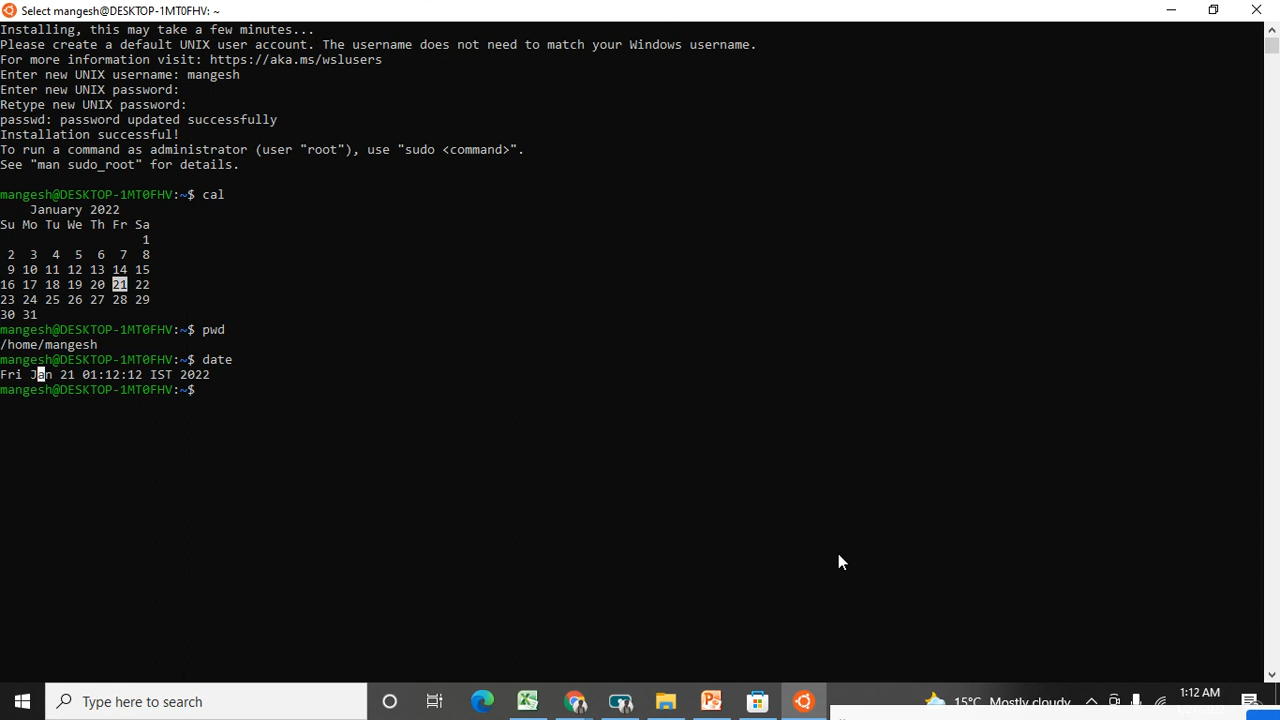 Select mangesh@DESKTOP-1MT0FHV: ~
Installing, this may take a few minutes...
Please create a default UNIX user account. The username does not need to match your Windows username.
For more information visit: https://aka.ms/wslusers
Enter new UNIX username: mangesh
Enter new UNIX password:
Retype new UNIX password:
passwd: password updated successfully
Installation successful!
To run a command as administrator (user "root"), use "sudo <command>".
See "man sudo_root" for details.
mangesh@DESKTOP-1MT0FHV:~$ cal
January 2022
Su Mo Tu We Th Fr Sa
1
2 3 4 5 6 7 8
9 10 11 12 13 14 15
16 17 18 19 20 21 22
23 24 25 26 27 28 29
30 31
mangesh@DESKTOP-1MT0FHV:~$ pwd
/home/mangesh
mangesh@DESKTOP-1MT0FHV:~$ date
Fri Jan 21 01:12:12 IST 2022
mangesh@DESKTOP-1MT0FHV:~$
Type here to search
15°C Mostly cloudy
1:12 AM